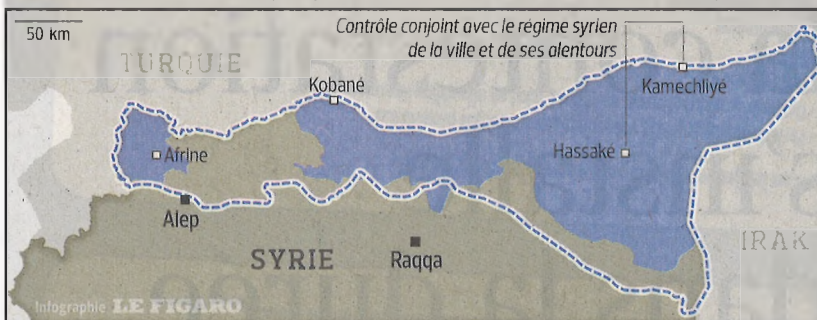 50 km
Contrôle conjoint avec le régime syrien
de la ville et de ses alentours
TURQUIE
Kobané
Kamechliyé
Afrine
Hassaké
Alep
SYRIE
Raqqa
IRAK
Infographie LE FIGARO